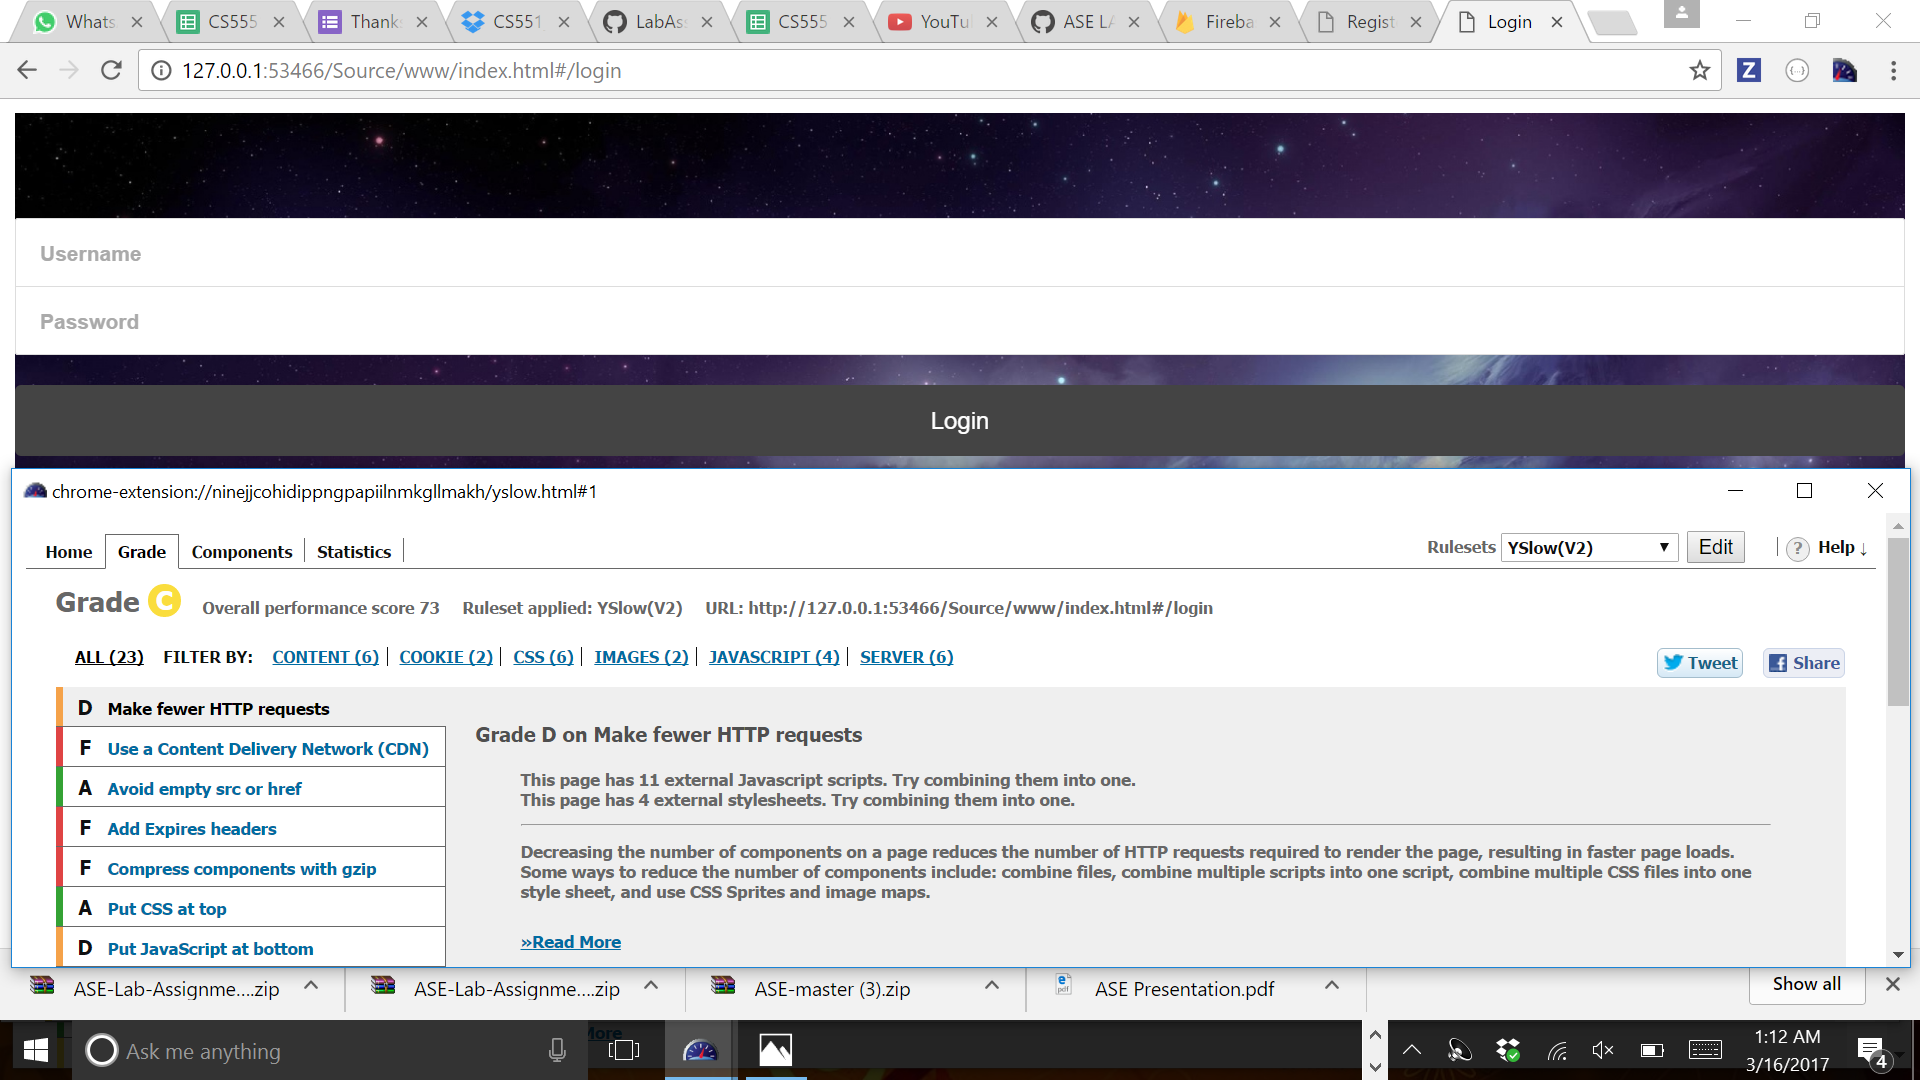 Whats
CS555
Thank
CS551
LabAs
CS555
YouTu
ASE LA
Fireba
Regist
Login
127.0.0.1:53466/Source/www/index.html#/login
Z
Username
Password
Login
chrome-extension://ninejjcohidippngpapiilnmkgllmakh/yslow.html#1
Home Grade Components Statistics
Rulesets YSlow(V2) Edit ? Help ↓
Grade C Overall performance score 73 Ruleset applied: YSlow(V2) URL: http://127.0.0.1:53466/Source/www/index.html#/login
ALL (23) FILTER BY: CONTENT (6) COOKIE (2) CSS (6) IMAGES (2) JAVASCRIPT (4) SERVER (6)
Tweet Share
D Make fewer HTTP requests
F Use a Content Delivery Network (CDN)
A Avoid empty src or href
F Add Expires headers
F Compress components with gzip
A Put CSS at top
D Put JavaScript at bottom
Grade D on Make fewer HTTP requests
This page has 11 external Javascript scripts. Try combining them into one.
This page has 4 external stylesheets. Try combining them into one.
Decreasing the number of components on a page reduces the number of HTTP requests required to render the page, resulting in faster page loads.
Some ways to reduce the number of components include: combine files, combine multiple scripts into one script, combine multiple CSS files into one
style sheet, and use CSS Sprites and image maps.
»Read More
ASE-Lab-Assignme....zip
ASE-Lab-Assignme....zip
ASE-master (3).zip
ASE Presentation.pdf
Show all
Ask me anything
1:12 AM
3/16/2017
4